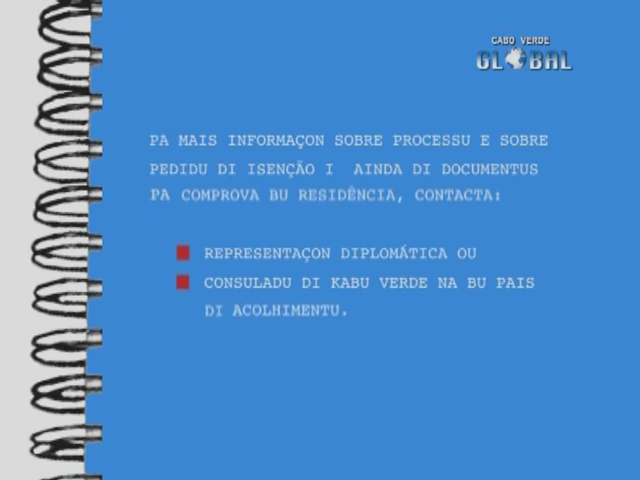 CABO VERDE
GLOBAL
PA MAIS INFORMAÇON SOBRE PROCESSU E SOBRE
PEDIDU DI ISENÇÃO I AINDA DI DOCUMENTUS
PA COMPROVA BU RESIDÊNCIA, CONTACTA:
REPRESENTAÇON DIPLOMÁTICA OU
CONSULADU DI KABU VERDE NA BU PAIS
DI ACOLHIMENTU.